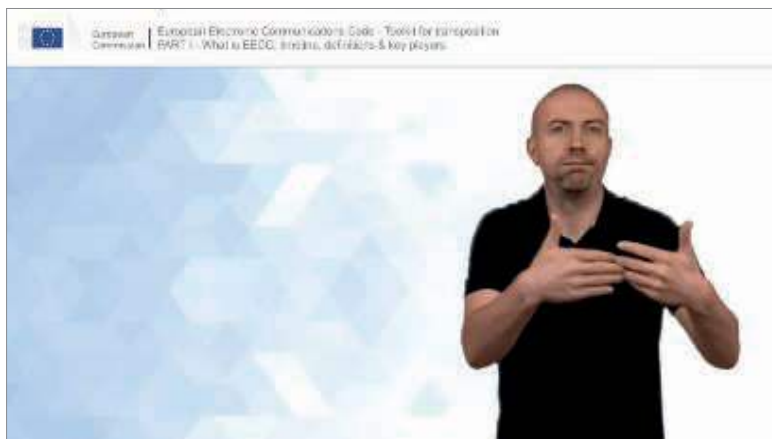 European
Commission
European Electronic Communications Code - Toolkit for transposition
PART I - What is EECC, timeline, definitions & key players